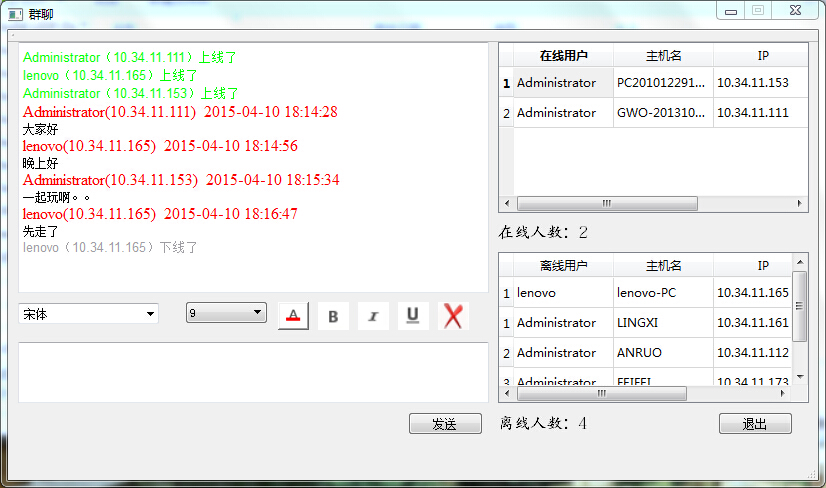 群聊
Administrator（10.34.11.111）上线了
lenovo（10.34.11.165）上线了
Administrator（10.34.11.153）上线了
Administrator(10.34.11.111)  2015-04-10 18:14:28
大家好
lenovo(10.34.11.165)  2015-04-10 18:14:56
晚上好
Administrator(10.34.11.153)  2015-04-10 18:15:34
一起玩啊。。
lenovo(10.34.11.165)  2015-04-10 18:16:47
先走了
lenovo（10.34.11.165）下线了
宋体 9 A B I U
发送
在线用户 主机名 IP
1 Administrator PC201012291... 10.34.11.153
2 Administrator GWO-201310... 10.34.11.111
在线人数：2
离线用户 主机名 IP
1 lenovo lenovo-PC 10.34.11.165
1 Administrator LINGXI 10.34.11.161
2 Administrator ANRUO 10.34.11.112
3 Administrator FEIFEI 10.34.11.173
离线人数：4
退出